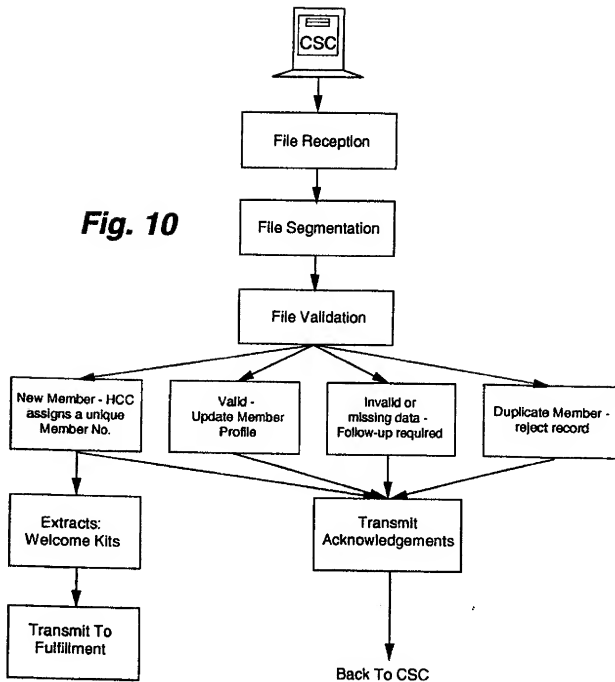 CSC
File Reception
Fig. 10
File Segmentation
File Validation
New Member - HCC
assigns a unique
Member No.
Valid -
Update Member
Profile
Invalid or
missing data -
Follow-up required
Duplicate Member -
reject record
Extracts:
Welcome Kits
Transmit
Acknowledgements
Transmit To
Fulfillment
Back To CSC